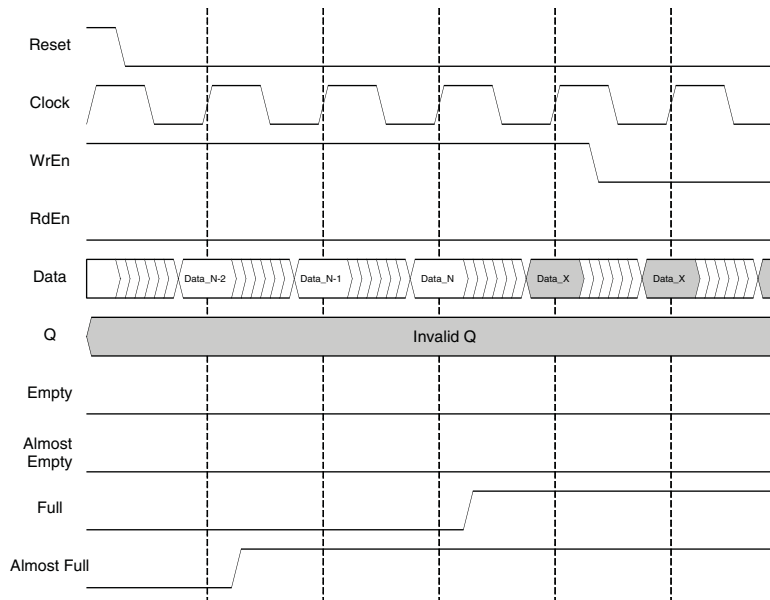 Reset
Clock
WrEn
RdEn
Data
Data_N-2
Data_N-1
Data_N
Data_X
Data_X
Q
Invalid Q
Empty
Almost
Empty
Full
Almost Full